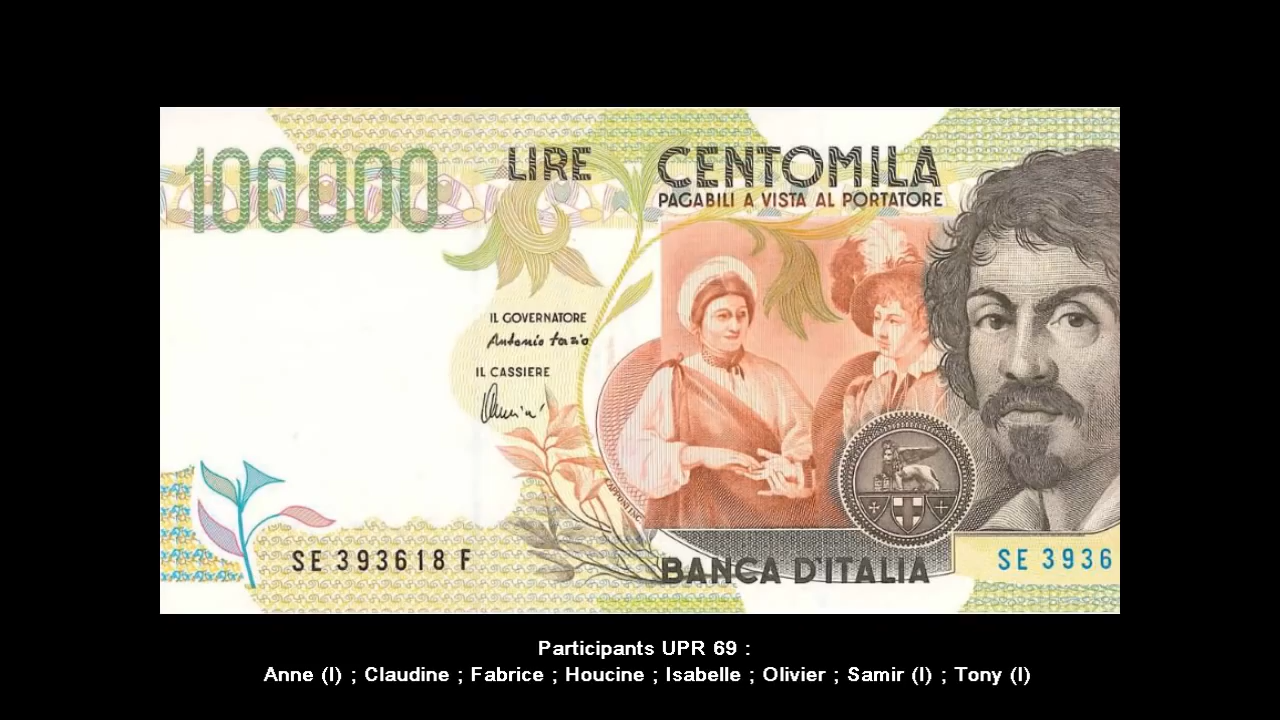 100000
LIRE CENTOMILA
PAGABILI A VISTA AL PORTATORE
IL GOVERNATORE
Antonio Fazio
IL CASSIERE
SE 393618 F
SE 3936
BANCA D'ITALIA
Participants UPR 69 :
Anne (I) ; Claudine ; Fabrice ; Houcine ; Isabelle ; Olivier ; Samir (I) ; Tony (I)